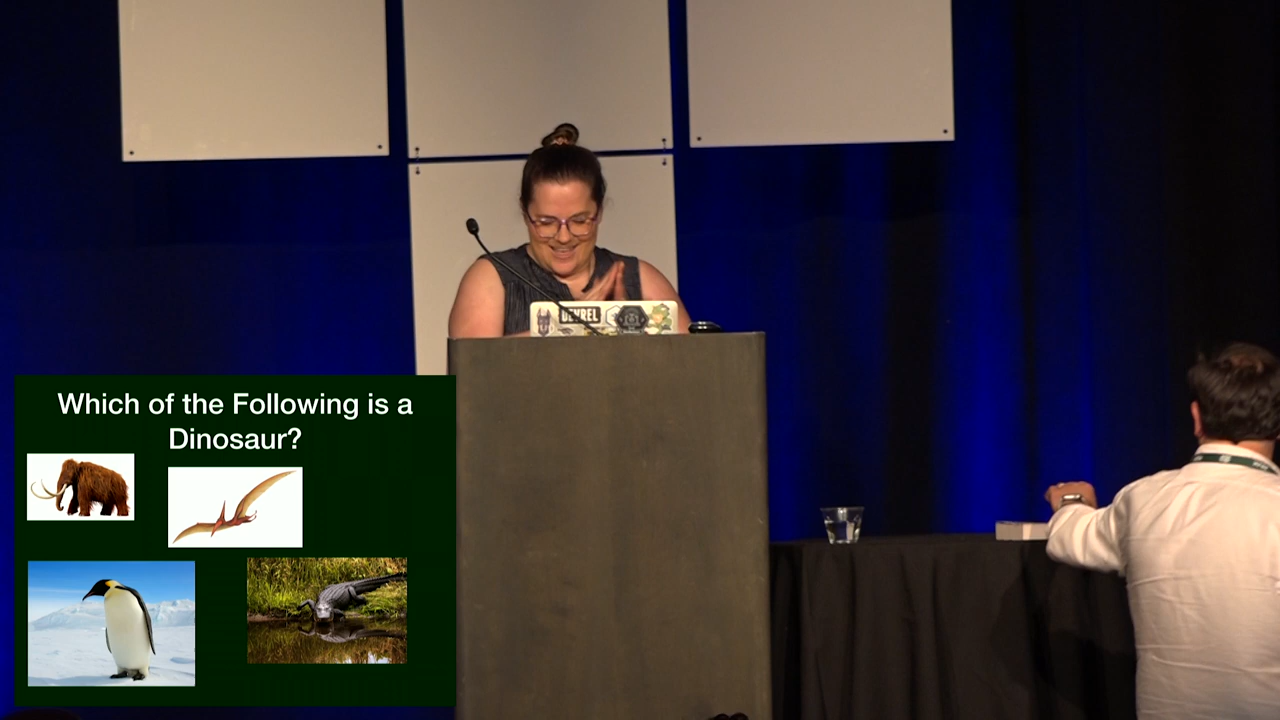 Which of the Following is a
Dinosaur?
DEVREL